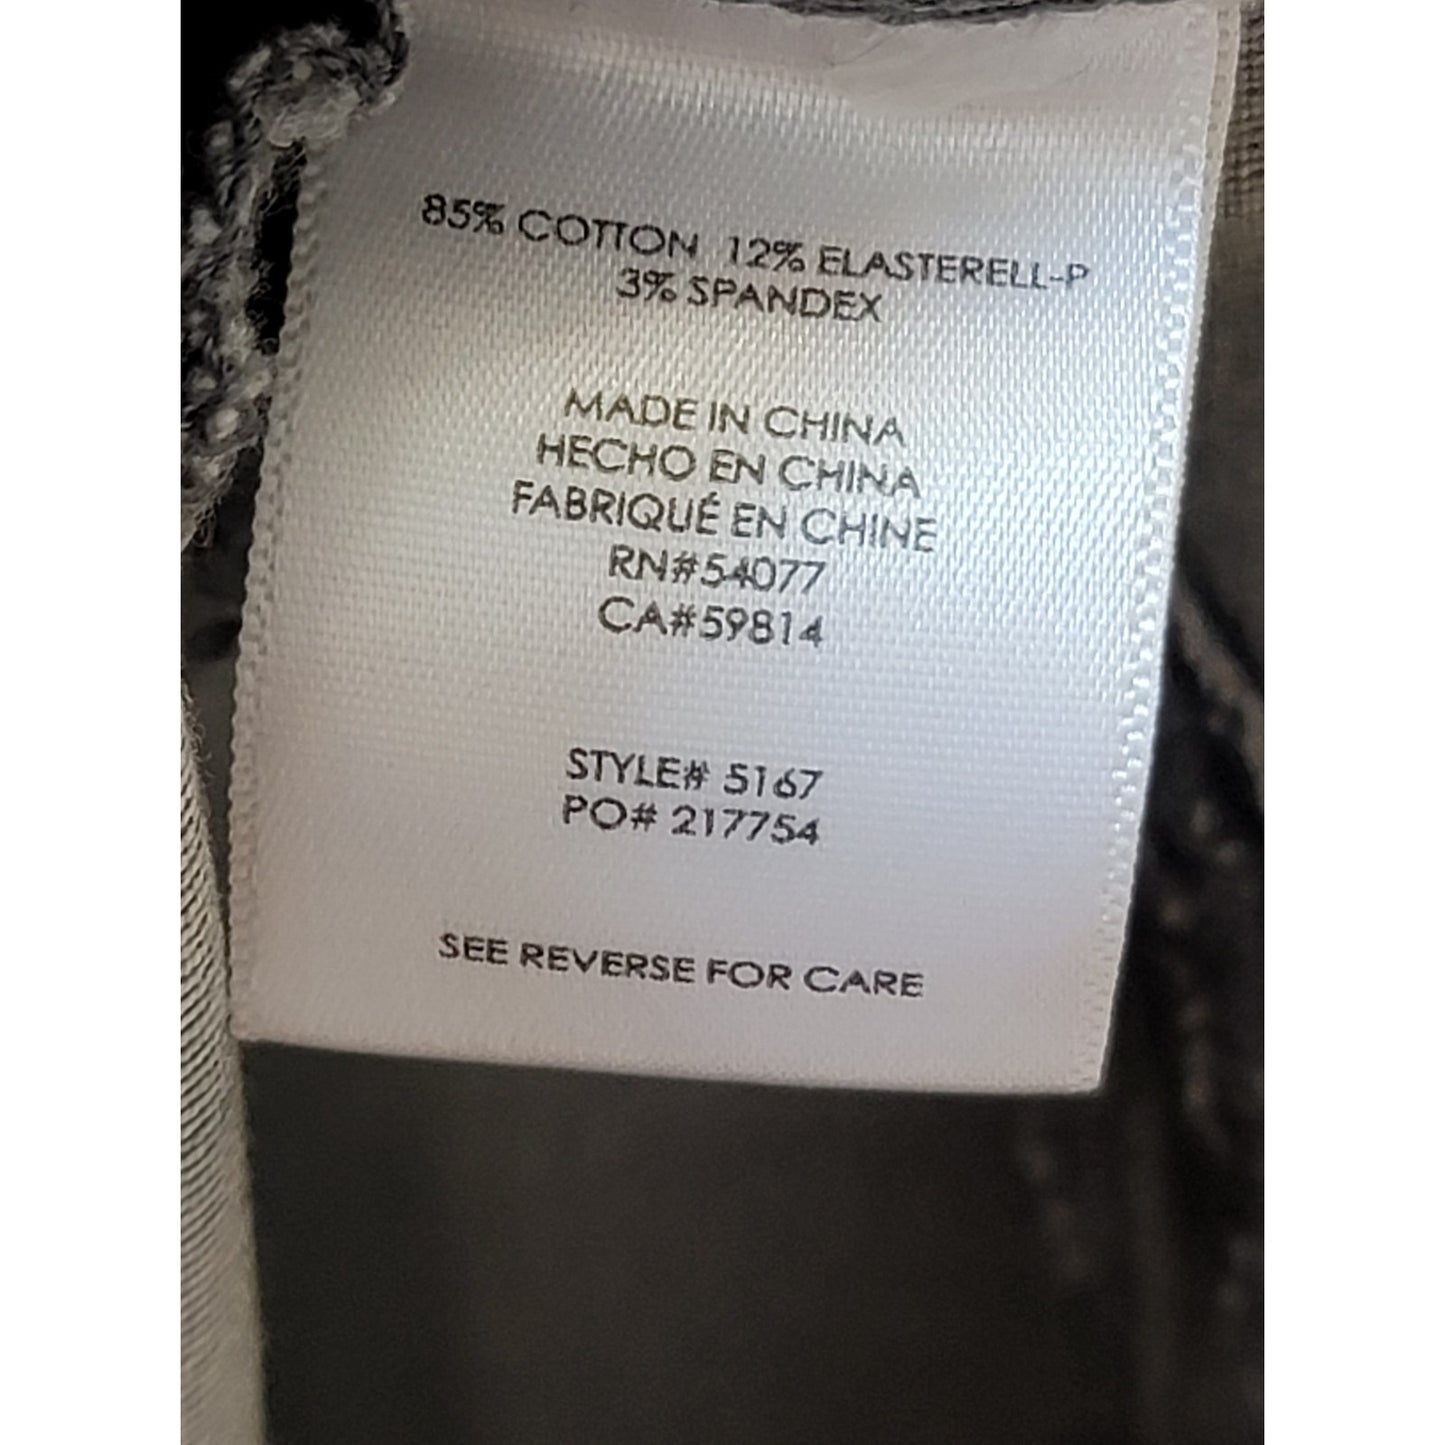 85% COTTON 12% ELASTERELL-P
3% SPANDEX
MADE IN CHINA
HECHO EN CHINA
FABRIQUÉ EN CHINE
RN#54077
CA#59814
STYLE# 5167
PO# 217754
SEE REVERSE FOR CARE